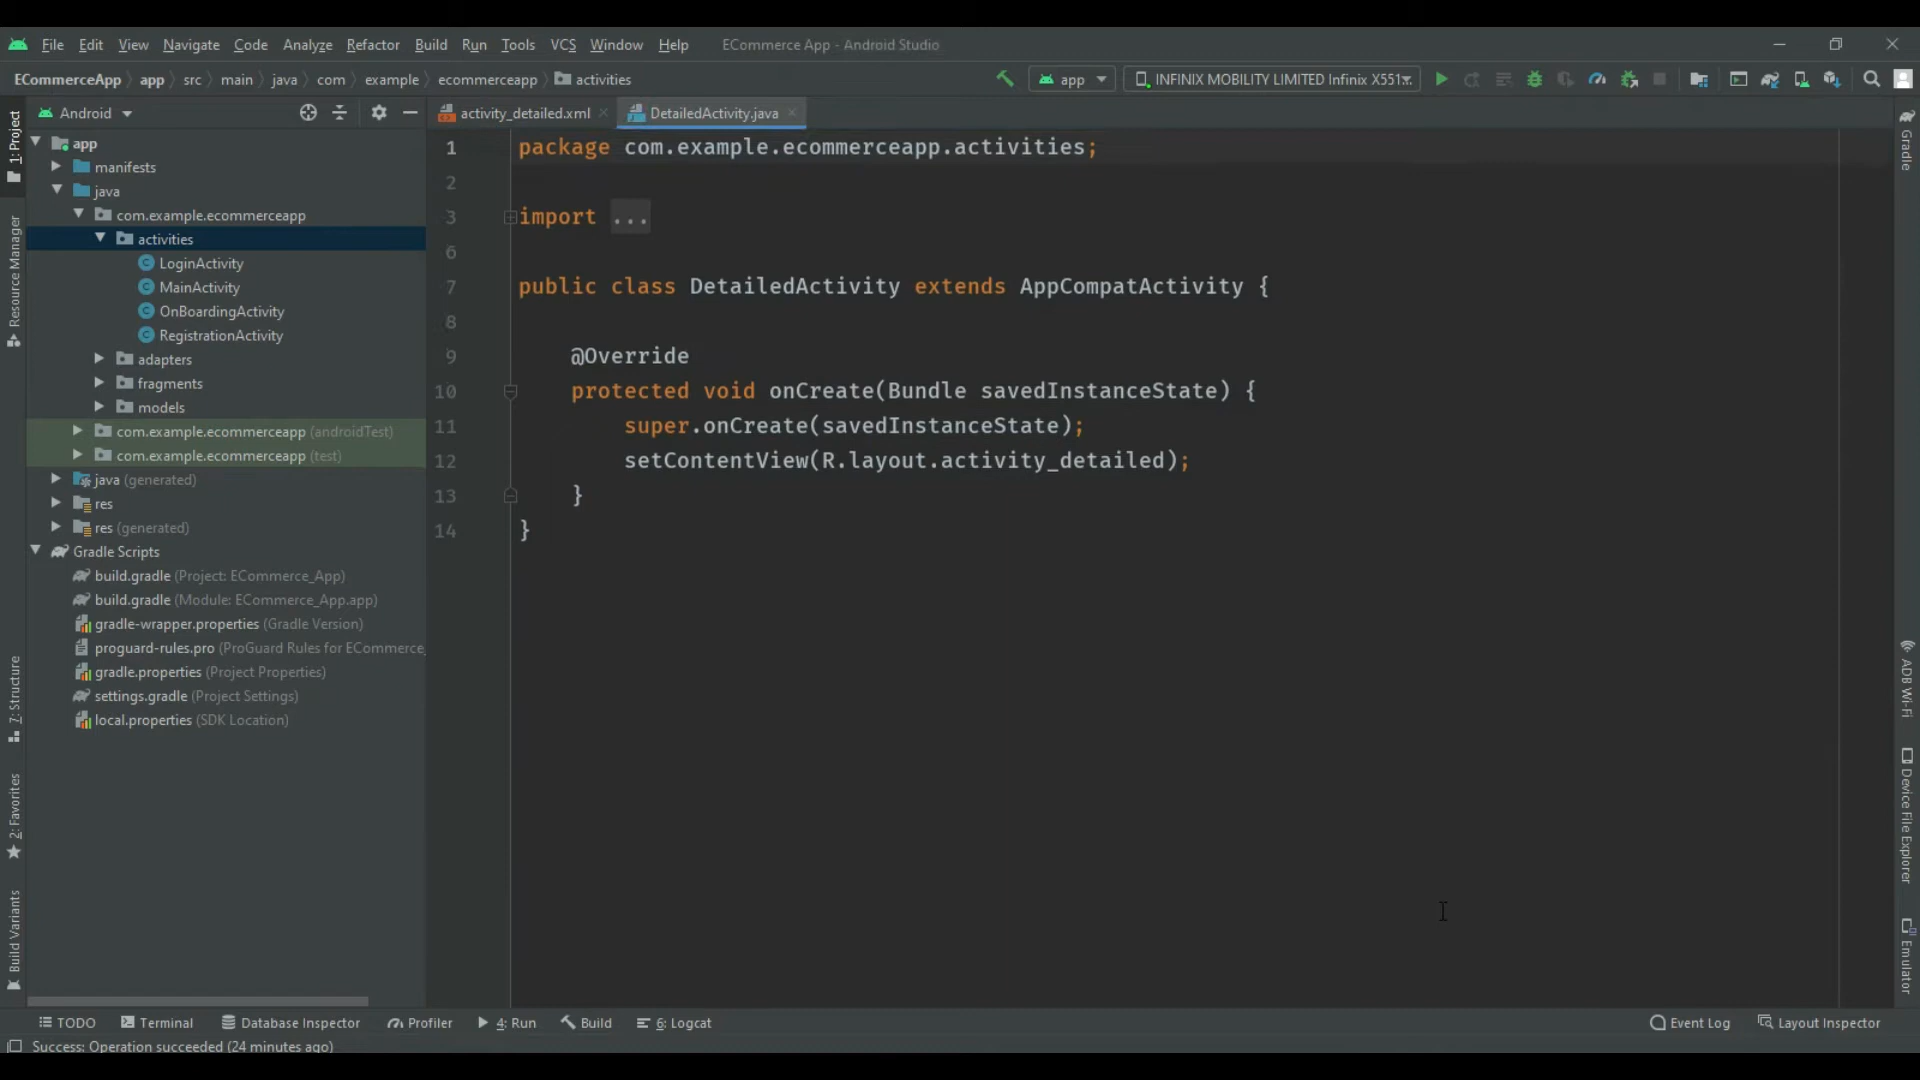 File Edit View Navigate Code Analyze Refactor Build Run Tools VCS Window Help ECommerce App - Android Studio
ECommerceApp app src main java com example ecommerceapp activities app INFINIX MOBILITY LIMITED Infinix X551
Android activity_detailed.xml DetailedActivity.java
1: Project
Resource Manager
7: Structure
2: Favorites
Build Variants
app
manifests
java
com.example.ecommerceapp
activities
LoginActivity
MainActivity
OnBoardingActivity
RegistrationActivity
adapters
fragments
models
com.example.ecommerceapp (androidTest)
com.example.ecommerceapp (test)
java (generated)
res
res (generated)
Gradle Scripts
build.gradle (Project: ECommerce_App)
build.gradle (Module: ECommerce_App.app)
gradle-wrapper.properties (Gradle Version)
proguard-rules.pro (ProGuard Rules for ECommerce_
gradle.properties (Project Properties)
settings.gradle (Project Settings)
local.properties (SDK Location)
1 package com.example.ecommerceapp.activities;
2
3 import ...
6
7 public class DetailedActivity extends AppCompatActivity {
8
9 @Override
10 protected void onCreate(Bundle savedInstanceState) {
11 super.onCreate(savedInstanceState);
12 setContentView(R.layout.activity_detailed);
13 }
14 }
Gradle
ADB Wi-Fi
Device File Explorer
Emulator
TODO Terminal Database Inspector Profiler 4: Run Build 6: Logcat Event Log Layout Inspector
Success: Operation succeeded (24 minutes ago)